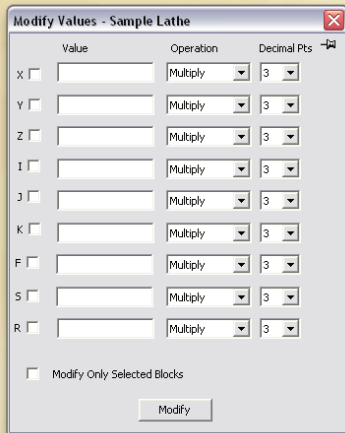 Modify Values - Sample Lathe
Value Operation Decimal Pts
X Multiply 3
Y Multiply 3
Z Multiply 3
I Multiply 3
J Multiply 3
K Multiply 3
F Multiply 3
S Multiply 3
R Multiply 3
Modify Only Selected Blocks
Modify